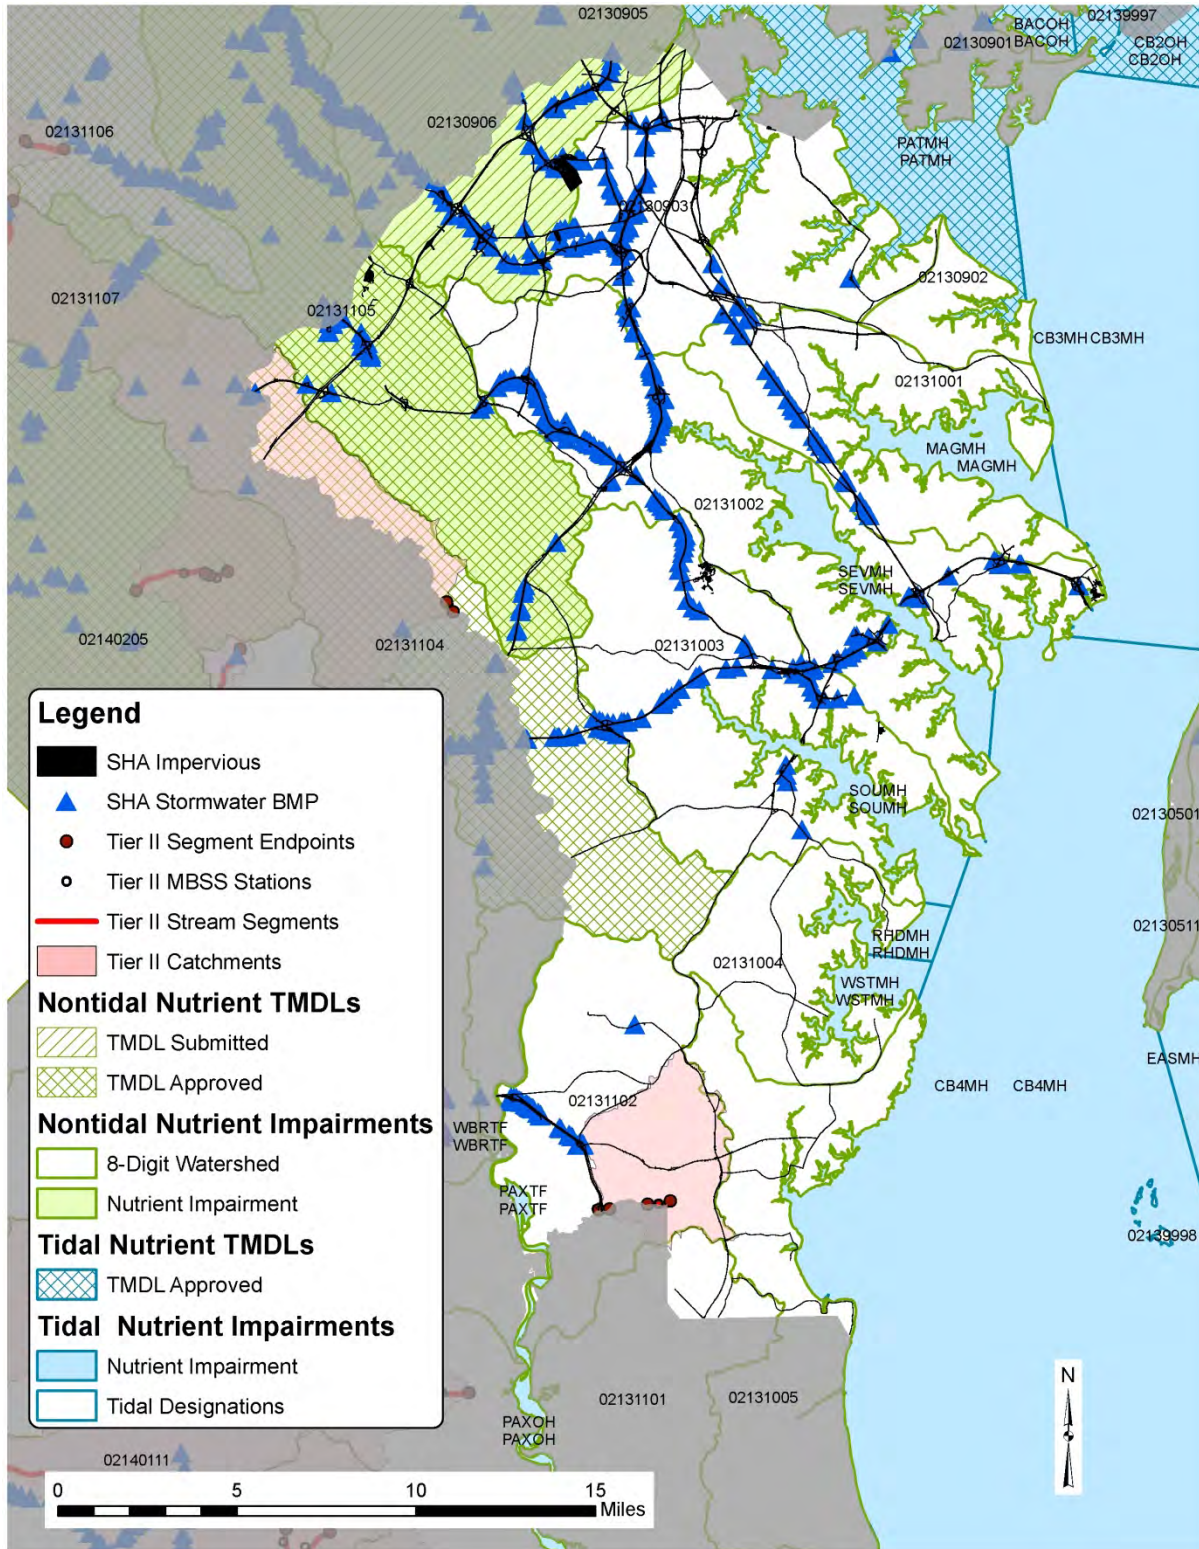 02130905
02139997
BACOH
02130901
BACOH
CB2OH
CB2OH
02131106
02130906
PATMH
PATMH
02130903
02130902
02131107
02131105
CB3MH CB3MH
02131001
MAGMH
MAGMH
02131002
SEVMH
SEVMH
02140205
02131104
02131003
SOUMH
SOUMH
02130501
RHDMH
RHDMH
02130511
02131004
WSTMH
WSTMH
EASMH
CB4MH CB4MH
02131102
WBRTF
WBRTF
PAXTF
PAXTF
02139998
02131101
02131005
PAXOH
PAXOH
02140111
Legend
SHA Impervious
SHA Stormwater BMP
Tier II Segment Endpoints
Tier II MBSS Stations
Tier II Stream Segments
Tier II Catchments
Nontidal Nutrient TMDLs
TMDL Submitted
TMDL Approved
Nontidal Nutrient Impairments
8-Digit Watershed
Nutrient Impairment
Tidal Nutrient TMDLs
TMDL Approved
Tidal Nutrient Impairments
Nutrient Impairment
Tidal Designations
N
0 5 10 15
Miles